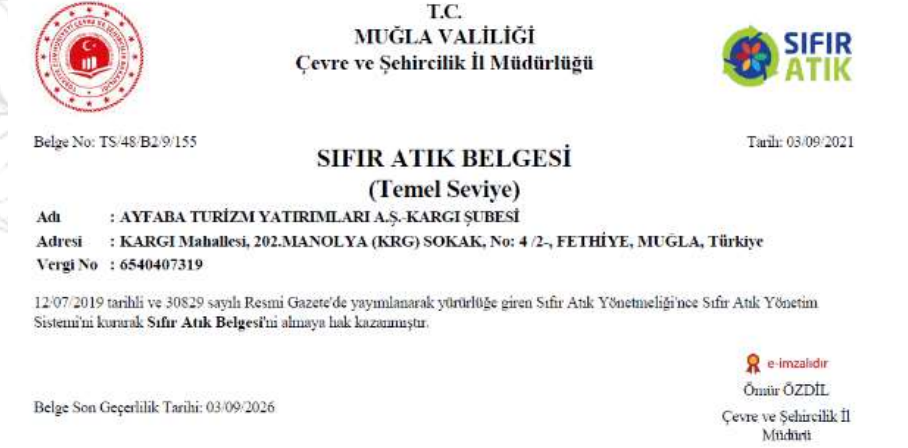 T.C.
MUĞLA VALİLİĞİ
Çevre ve Şehircilik İl Müdürlüğü
SIFIR
ATIK
Belge No: TS/48/B2/9/155
Tarih: 03/09/2021
SIFIR ATIK BELGESİ
(Temel Seviye)
Adı : AYFABA TURİZM YATIRIMLARI A.Ş.-KARGI ŞUBESİ
Adresi : KARGI Mahallesi, 202.MANOLYA (KRG) SOKAK, No: 4 /2-, FETHİYE, MUĞLA, Türkiye
Vergi No : 6540407319
12/07/2019 tarihli ve 30829 sayılı Resmi Gazete'de yayımlanarak yürürlüğe giren Sıfır Atık Yönetmeliği'nce Sıfır Atık Yönetim
Sistemi'ni kurarak Sıfır Atık Belgesi'ni almaya hak kazanmıştır.
e-imzalıdır
Ömür ÖZDİL
Belge Son Geçerlilik Tarihi: 03/09/2026
Çevre ve Şehircilik İl
Müdürü